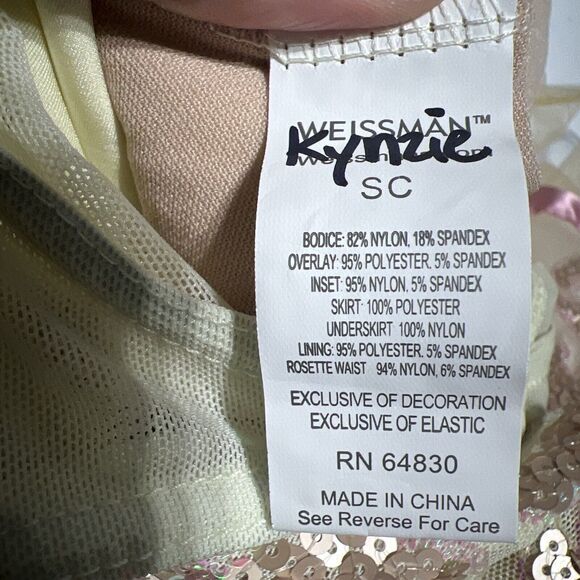 WEISSMAN™
Kynzie
SC
BODICE: 82% NYLON, 18% SPANDEX
OVERLAY: 95% POLYESTER, 5% SPANDEX
INSET: 95% NYLON, 5% SPANDEX
SKIRT: 100% POLYESTER
UNDERSKIRT: 100% NYLON
LINING: 95% POLYESTER, 5% SPANDEX
ROSETTE WAIST 94% NYLON, 6% SPANDEX
EXCLUSIVE OF DECORATION
EXCLUSIVE OF ELASTIC
RN 64830
MADE IN CHINA
See Reverse For Care